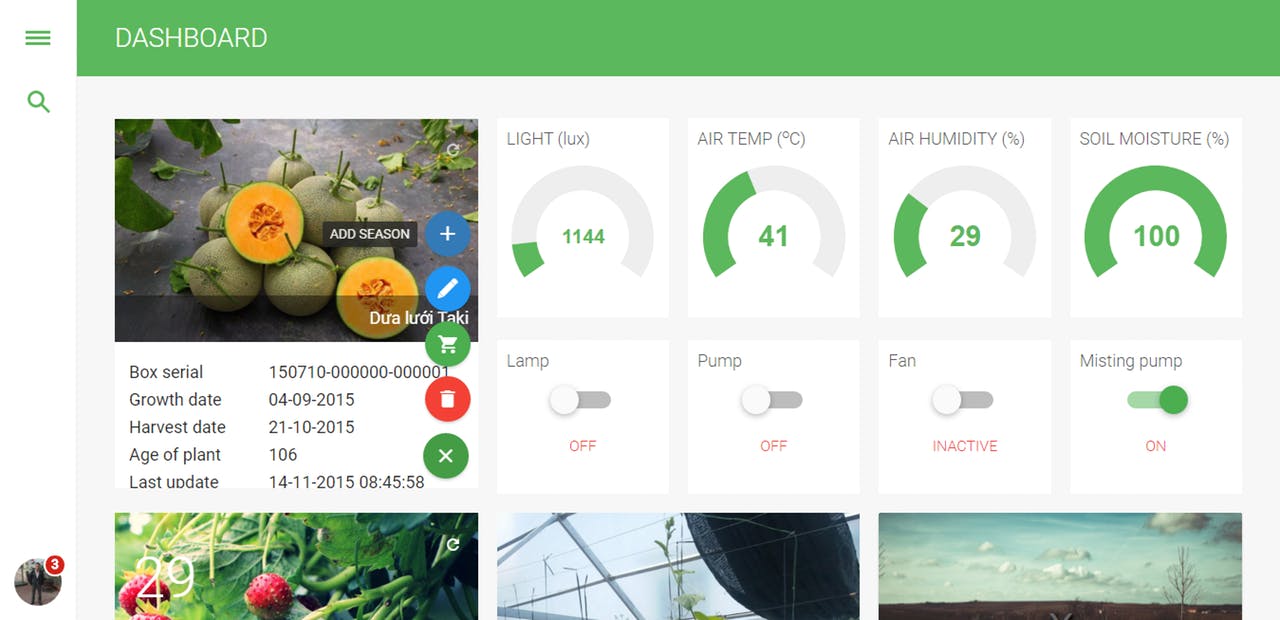 DASHBOARD
ADD SEASON
Dưa lưới Taki
Box serial 150710-000000-000001
Growth date 04-09-2015
Harvest date 21-10-2015
Age of plant 106
Last update 14-11-2015 08:45:58
LIGHT (lux)
1144
AIR TEMP (ºC)
41
AIR HUMIDITY (%)
29
SOIL MOISTURE (%)
100
Lamp
OFF
Pump
OFF
Fan
INACTIVE
Misting pump
ON
29
3